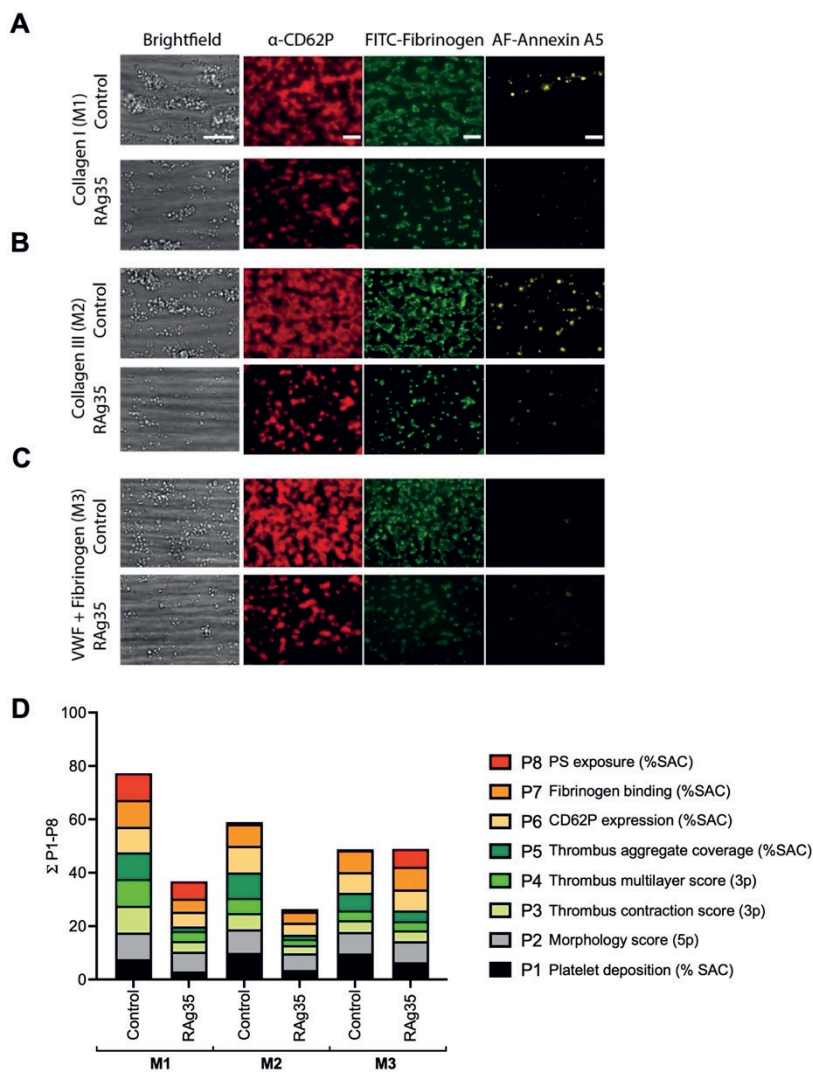 A
Brightfield α-CD62P FITC-Fibrinogen AF-Annexin A5
Collagen I (M1)
Control
RAg35
B
Collagen III (M2)
Control
RAg35
C
VWF + Fibrinogen (M3)
Control
RAg35
D
Σ P1-P8
100
80
60
40
20
0
Control RAg35 Control RAg35 Control RAg35
M1 M2 M3
P8 PS exposure (%SAC)
P7 Fibrinogen binding (%SAC)
P6 CD62P expression (%SAC)
P5 Thrombus aggregate coverage (%SAC)
P4 Thrombus multilayer score (3p)
P3 Thrombus contraction score (3p)
P2 Morphology score (5p)
P1 Platelet deposition (% SAC)